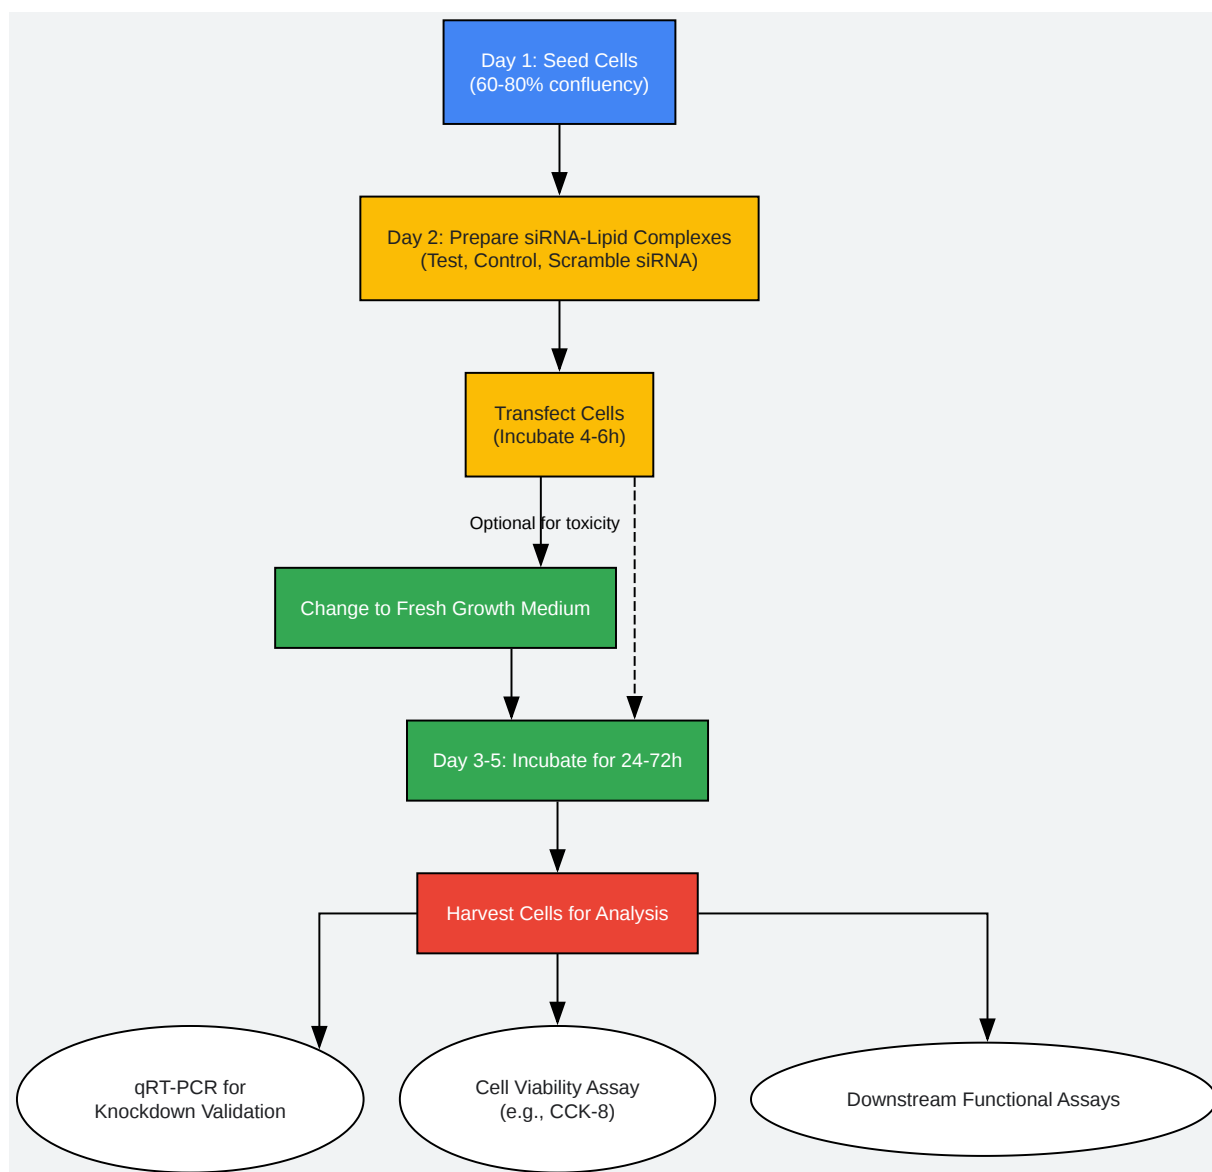 Day 1: Seed Cells
(60-80% confluency)
Day 2: Prepare siRNA-Lipid Complexes
(Test, Control, Scramble siRNA)
Transfect Cells
(Incubate 4-6h)
Optional for toxicity
Change to Fresh Growth Medium
Day 3-5: Incubate for 24-72h
Harvest Cells for Analysis
qRT-PCR for
Knockdown Validation
Cell Viability Assay
(e.g., CCK-8)
Downstream Functional Assays